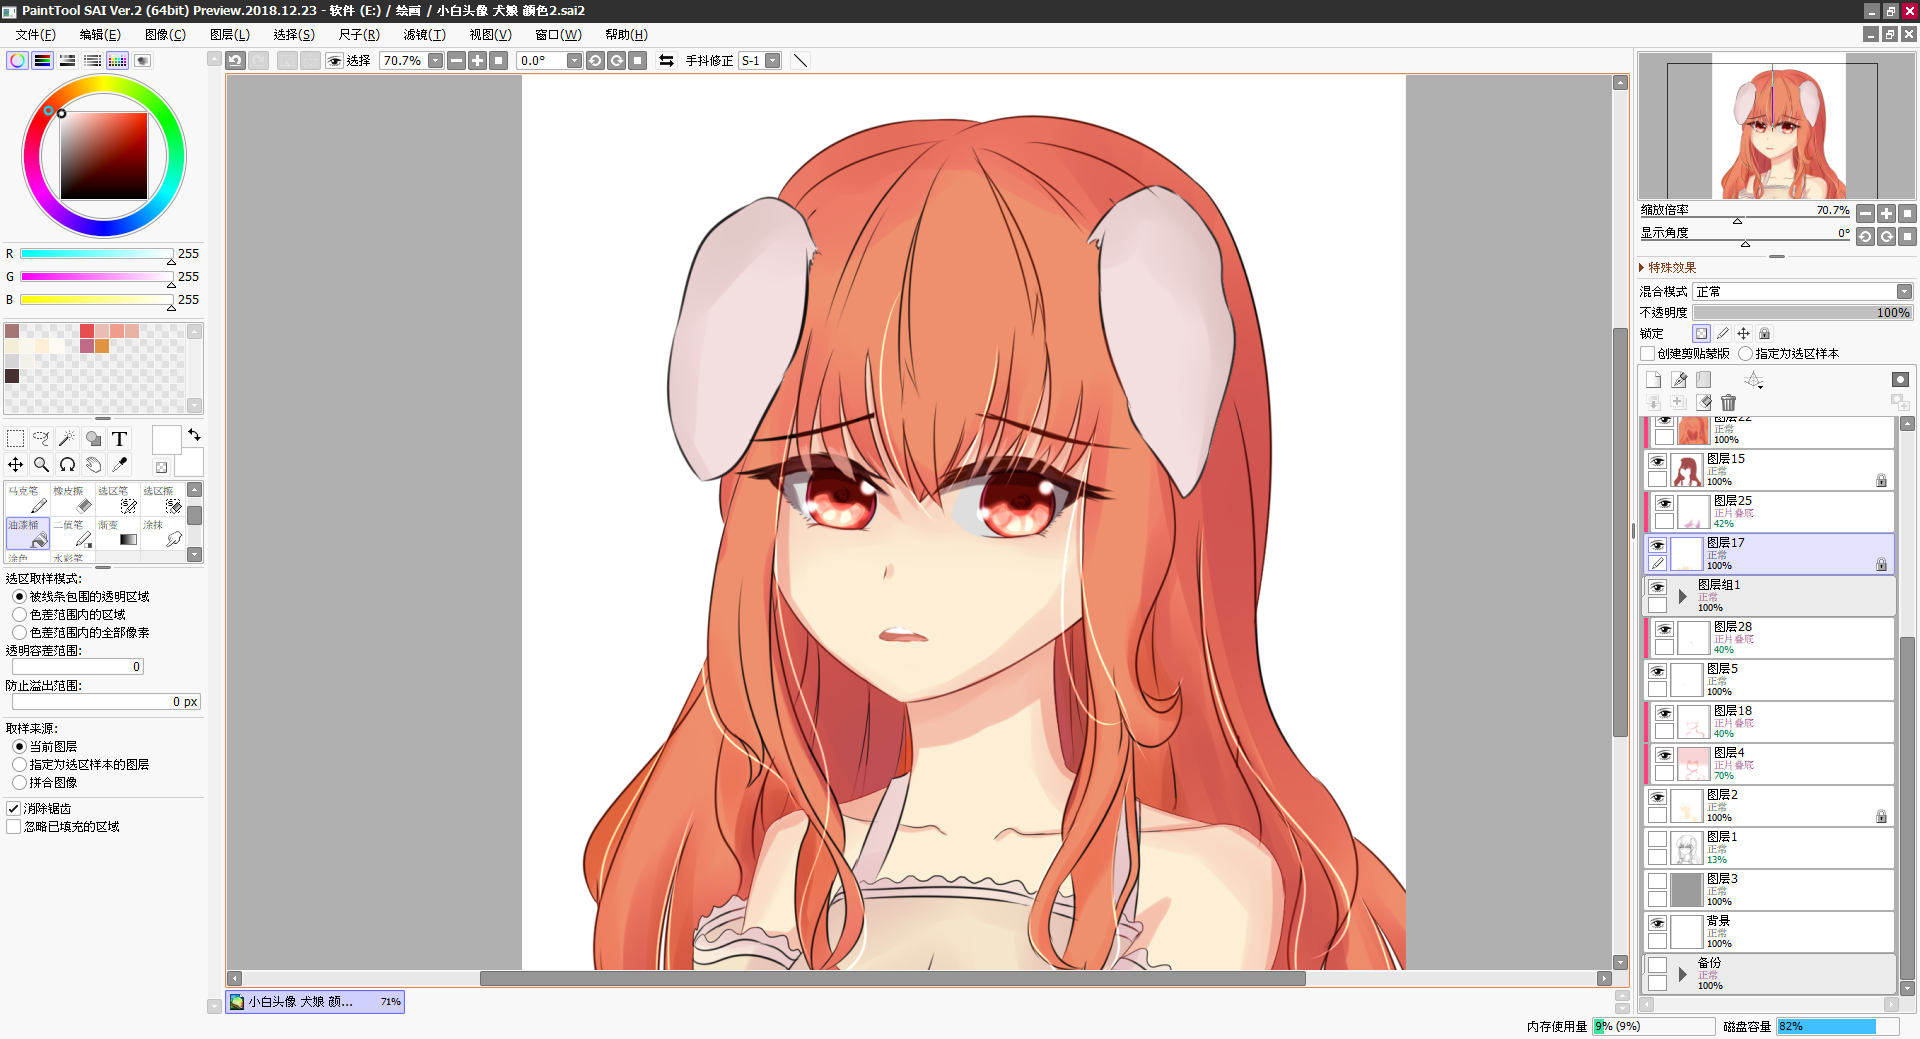 PaintTool SAI Ver.2 (64bit) Preview.2018.12.23 - 软件 (E:) / 绘画 / 小白头像 犬娘 颜色2.sai2
文件(F) 编辑(E) 图像(C) 图层(L) 选择(S) 尺子(R) 滤镜(T) 视图(V) 窗口(W) 帮助(H)
选择 70.7% 0.0° 手抖修正 S-1
R 255
G 255
B 255
T
马克笔 橡皮擦 选区笔 选区擦
油漆桶 二值笔 渐变 涂抹
涂色 水彩笔
选区取样模式:
被线条包围的透明区域
色差范围内的区域
色差范围内的全部像素
透明容差范围:
0
防止溢出范围:
0 px
取样来源:
当前图层
指定为选区样本的图层
拼合图像
消除锯齿
忽略已填充的区域
小白头像 犬娘 颜... 71%
缩放倍率 70.7%
显示角度 0°
特殊效果
混合模式 正常
不透明度 100%
锁定
创建剪贴蒙版 指定为选区样本
图层22
正常
100%
图层15
正常
100%
图层25
正片叠底
42%
图层17
正常
100%
图层组1
正常
100%
图层28
正片叠底
40%
图层5
正常
100%
图层18
正片叠底
40%
图层4
正片叠底
70%
图层2
正常
100%
图层1
正常
13%
图层3
正常
100%
背景
正常
100%
备份
正常
100%
内存使用量 9% (9%) 磁盘容量 82%